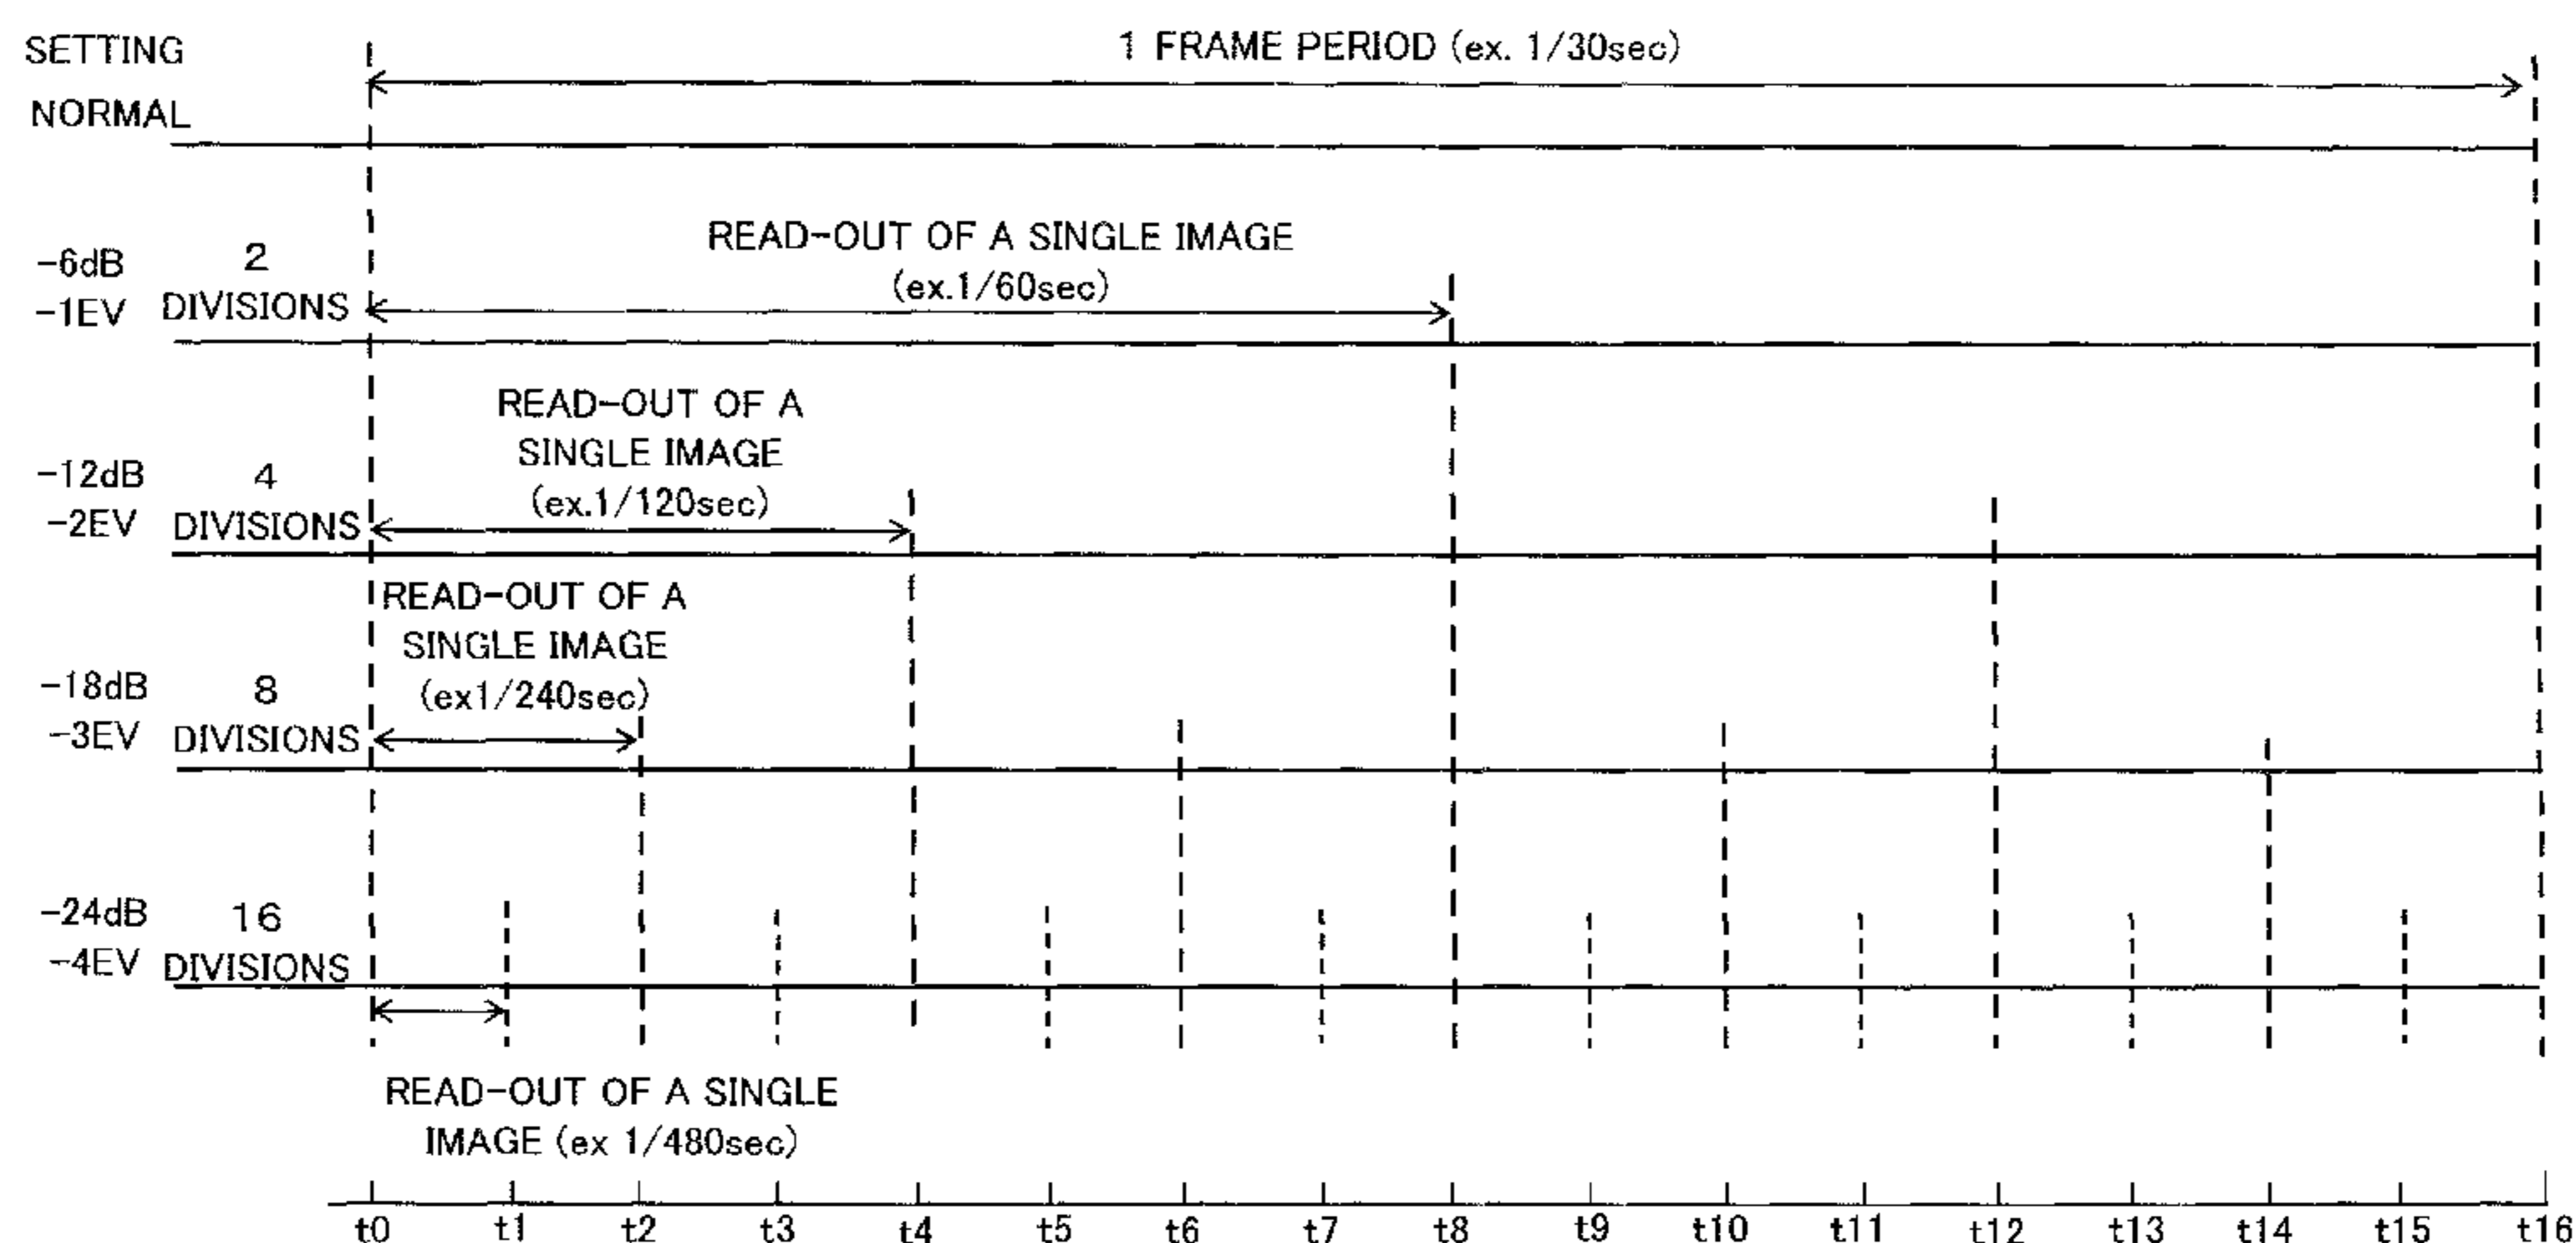 SETTING
1 FRAME PERIOD (ex. 1/30sec)
NORMAL
READ-OUT OF A SINGLE IMAGE
(ex.1/60sec)
-6dB
-1EV
2
DIVISIONS
READ-OUT OF A
SINGLE IMAGE
(ex.1/120sec)
-12dB
-2EV
4
DIVISIONS
READ-OUT OF A
SINGLE IMAGE
(ex1/240sec)
-18dB
-3EV
8
DIVISIONS
-24dB
-4EV
16
DIVISIONS
READ-OUT OF A SINGLE
IMAGE (ex 1/480sec)
t0 t1 t2 t3 t4 t5 t6 t7 t8 t9 t10 t11 t12 t13 t14 t15 t16